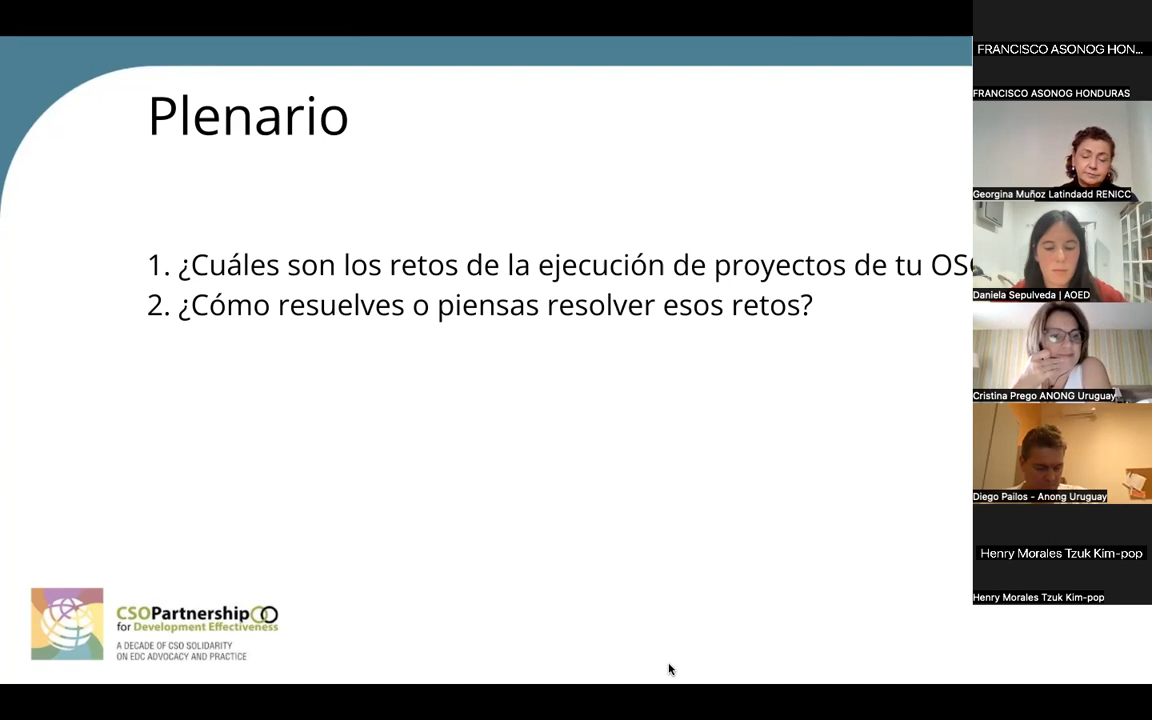 Plenario
1. ¿Cuáles son los retos de la ejecución de proyectos de tu OSC
2. ¿Cómo resuelves o piensas resolver esos retos?
CSOPartnership
for Development Effectiveness
A DECADE OF CSO SOLIDARITY
ON EDC ADVOCACY AND PRACTICE
FRANCISCO ASONOG HON...
FRANCISCO ASONOG HONDURAS
Georgina Muñoz Latindadd RENICC
Daniela Sepulveda | AOED
Cristina Prego ANONG Uruguay
Diego Pailos - Anong Uruguay
Henry Morales Tzuk Kim-pop
Henry Morales Tzuk Kim-pop